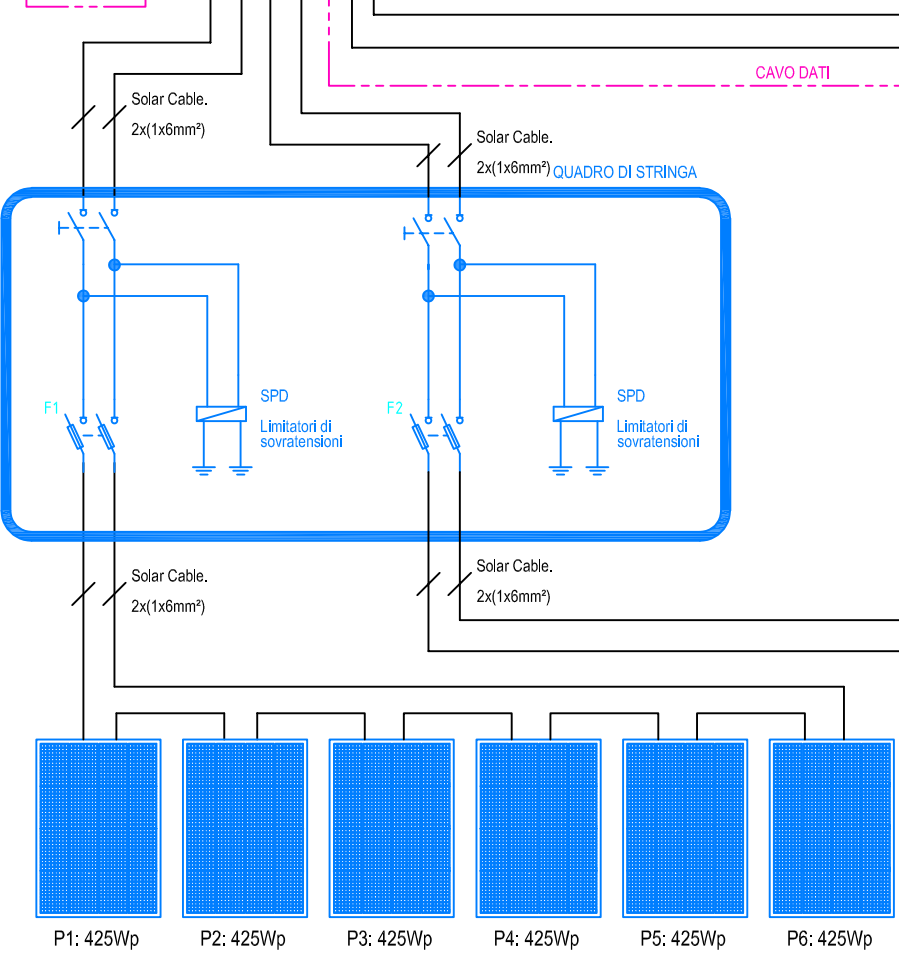 CAVO DATI
Solar Cable.
2x(1x6mm²)
Solar Cable.
2x(1x6mm²)
QUADRO DI STRINGA
F1
SPD
Limitatori di
sovratensioni
F2
SPD
Limitatori di
sovratensioni
Solar Cable.
2x(1x6mm²)
Solar Cable.
2x(1x6mm²)
P1: 425Wp
P2: 425Wp
P3: 425Wp
P4: 425Wp
P5: 425Wp
P6: 425Wp